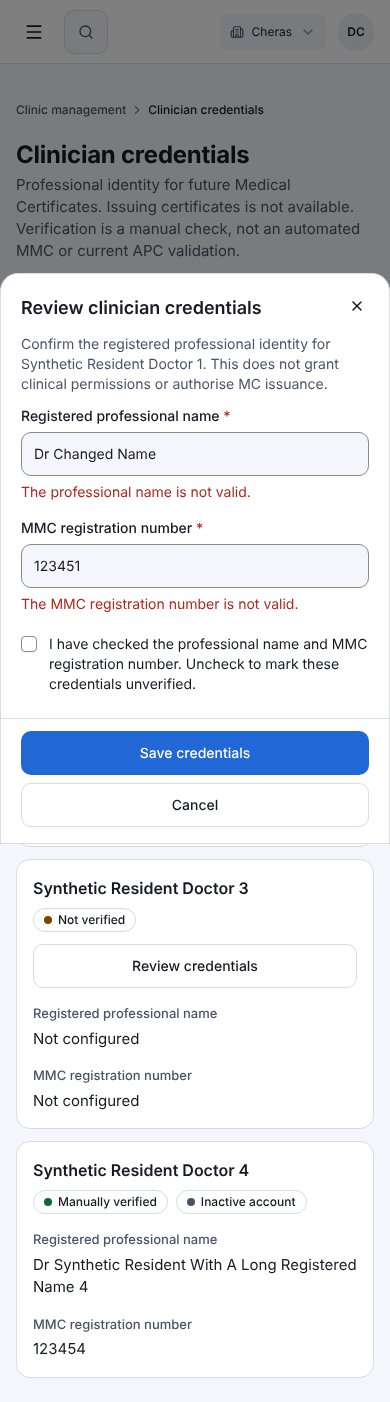 Cheras
DC
Clinic management > Clinician credentials
Clinician credentials
Professional identity for future Medical
Certificates. Issuing certificates is not available.
Verification is a manual check, not an automated
MMC or current APC validation.
Review clinician credentials
Confirm the registered professional identity for
Synthetic Resident Doctor 1. This does not grant
clinical permissions or authorise MC issuance.
Registered professional name *
Dr Changed Name
The professional name is not valid.
MMC registration number *
123451
The MMC registration number is not valid.
I have checked the professional name and MMC
registration number. Uncheck to mark these
credentials unverified.
Save credentials
Cancel
Synthetic Resident Doctor 3
Not verified
Review credentials
Registered professional name
Not configured
MMC registration number
Not configured
Synthetic Resident Doctor 4
Manually verified
Inactive account
Registered professional name
Dr Synthetic Resident With A Long Registered
Name 4
MMC registration number
123454